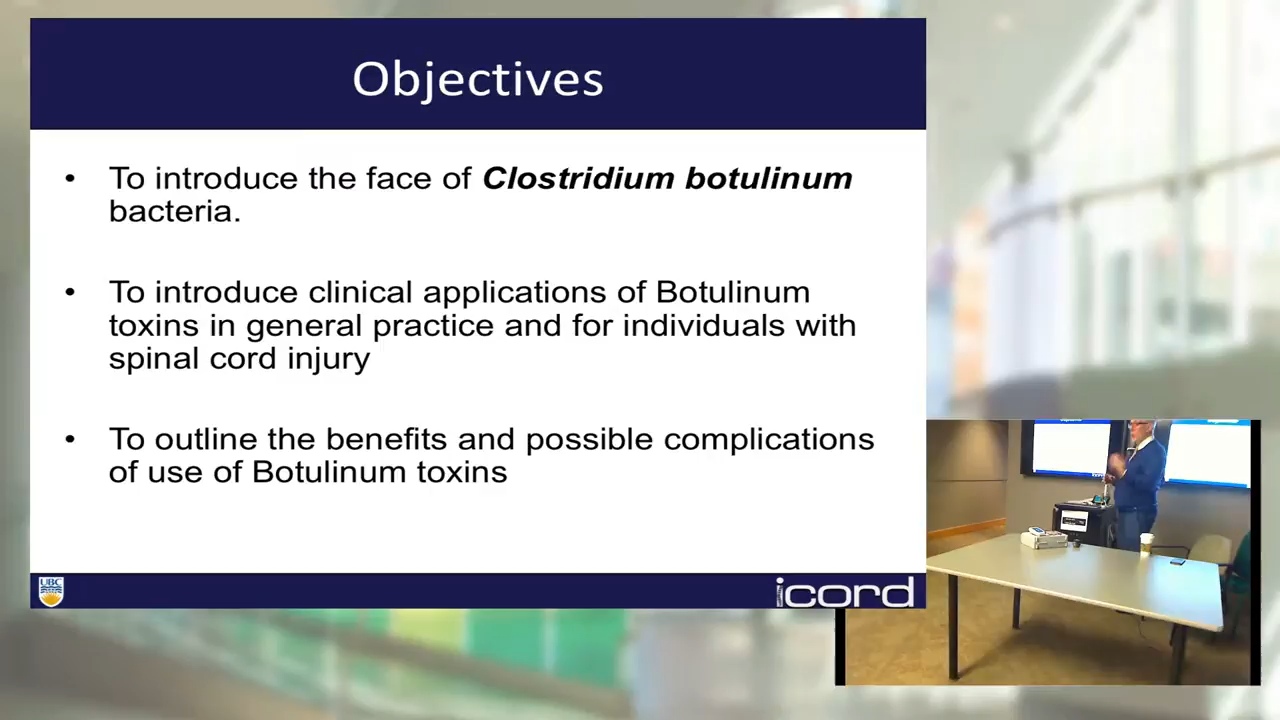 Objectives
• To introduce the face of Clostridium botulinum
bacteria.
• To introduce clinical applications of Botulinum
toxins in general practice and for individuals with
spinal cord injury
• To outline the benefits and possible complications
of use of Botulinum toxins
UBC
icord